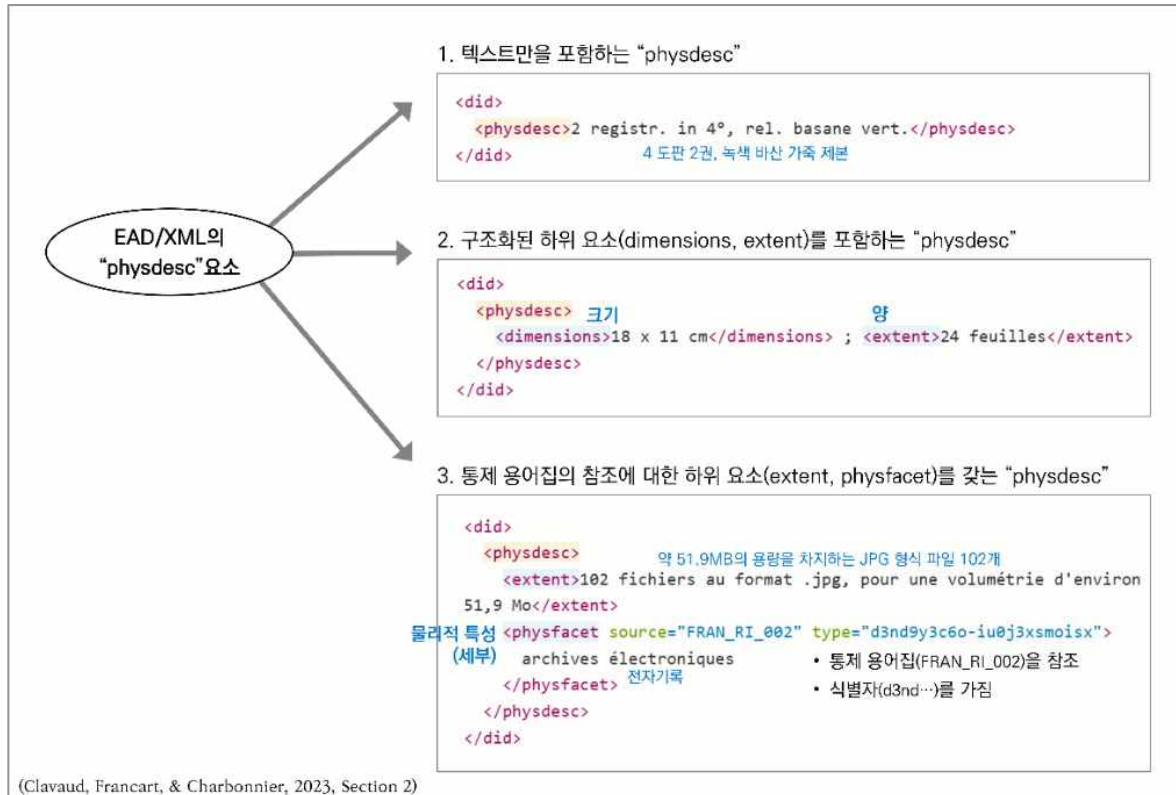 1. 텍스트만을 포함하는 “physdesc”
<did>
<physdesc>2 registr. in 4°, rel. basane vert.</physdesc>
4 도판 2권, 녹색 바산 가죽 제본
</did>
EAD/XML의
“physdesc”요소
2. 구조화된 하위 요소(dimensions, extent)를 포함하는 “physdesc”
<did>
<physdesc> 크기 양
<dimensions>18 x 11 cm</dimensions> ; <extent>24 feuilles</extent>
</physdesc>
</did>
3. 통제 용어집의 참조에 대한 하위 요소(extent, physfacet)를 갖는 “physdesc”
<did>
<physdesc>
약 51.9MB의 용량을 차지하는 JPG 형식 파일 102개
<extent>102 fichiers au format .jpg, pour une volumétrie d'environ
51,9 Mo</extent>
물리적 특성 <physfacet source="FRAN_RI_002" type="d3nd9y3c6o-iu0j3xsmoisx">
(세부) archives électroniques • 통제 용어집(FRAN_RI_002)을 참조
</physfacet> 전자기록 • 식별자(d3nd…)를 가짐
</physdesc>
</did>
(Clavaud, Francart, & Charbonnier, 2023, Section 2)